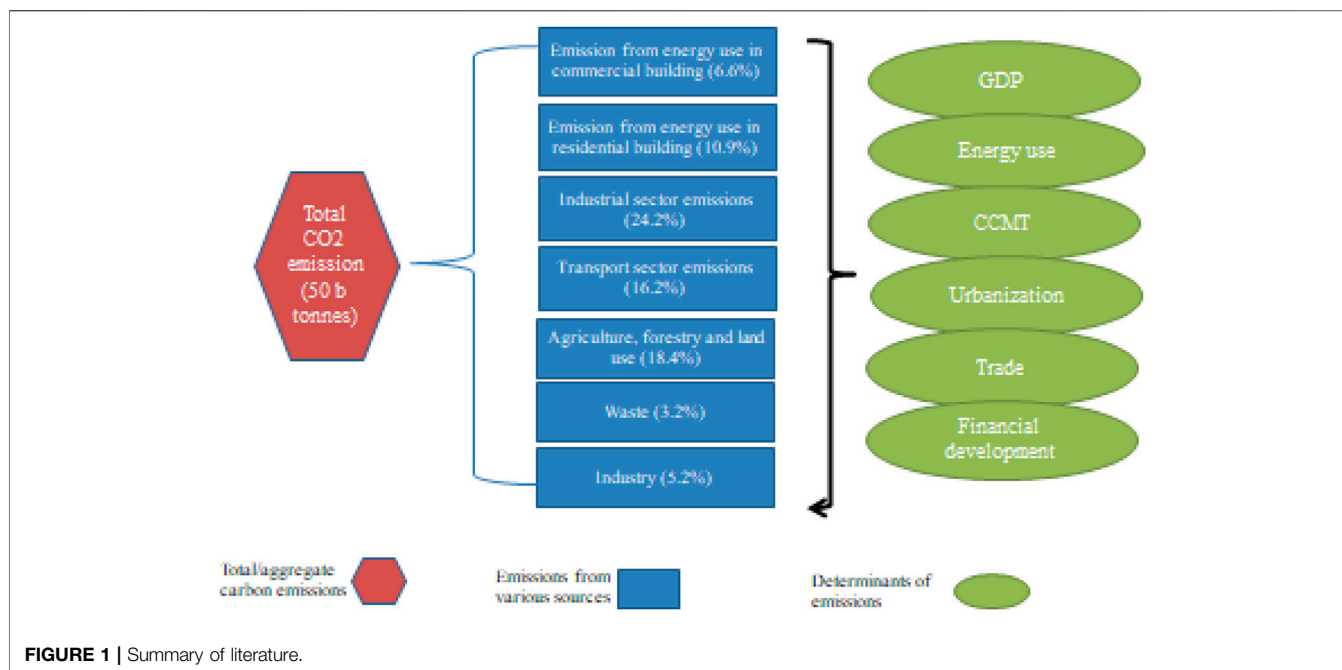 Total
CO2
emission
(50 b
tonnes)
Emission from energy use in
commercial building (6.6%)
Emission from energy use in
residential building (10.9%)
Industrial sector emissions
(24.2%)
Transport sector emissions
(16.2%)
Agriculture, forestry and land
use (18.4%)
Waste (3.2%)
Industry (5.2%)
GDP
Energy use
CCMT
Urbanization
Trade
Financial
development
Total/aggregate
carbon emissions
Emissions from
various sources
Determinants of
emissions
FIGURE 1 | Summary of literature.